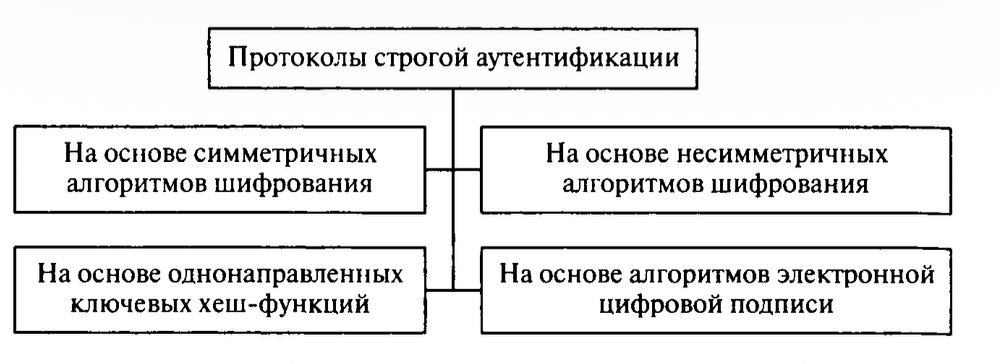 Протоколы строгой аутентификации
На основе симметричных
алгоритмов шифрования
На основе несимметричных
алгоритмов шифрования
На основе однонаправленных
ключевых хеш-функций
На основе алгоритмов электронной
цифровой подписи